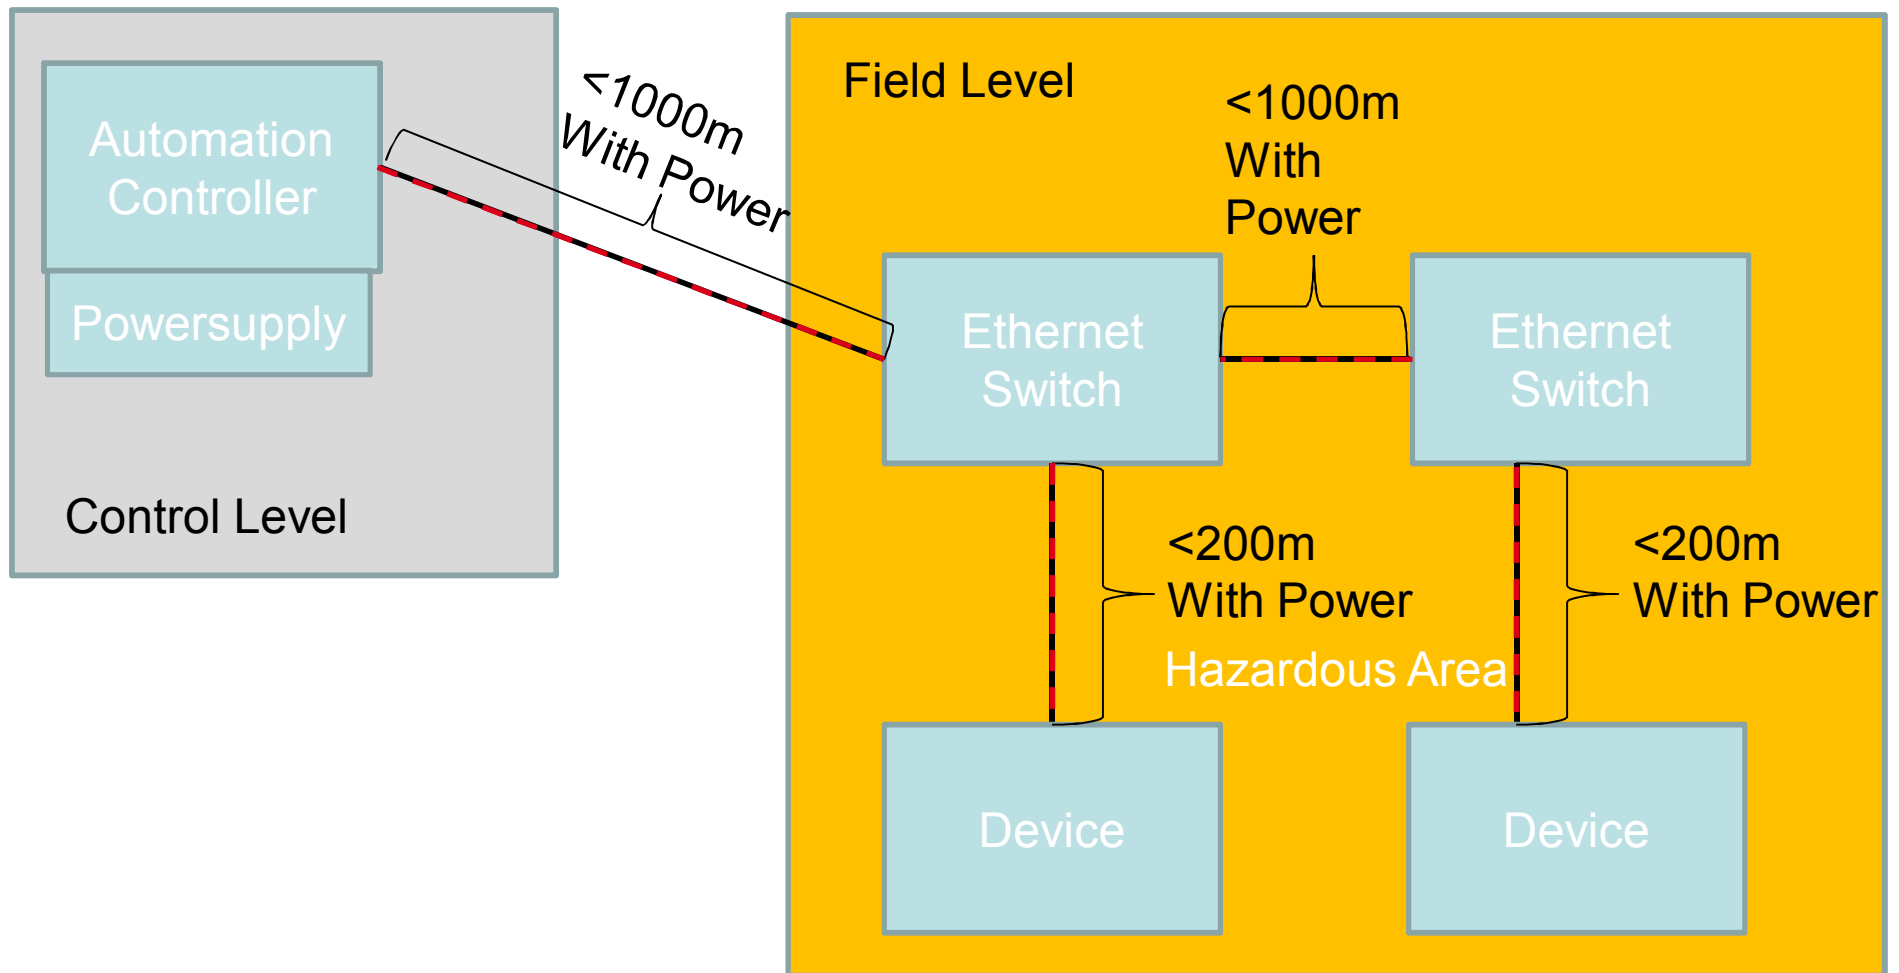 Automation
Controller
Powersupply
Control Level
<1000m
With Power
Field Level
<1000m
With
Power
Ethernet
Switch
Ethernet
Switch
<200m
With Power
<200m
With Power
Hazardous Area
Device
Device